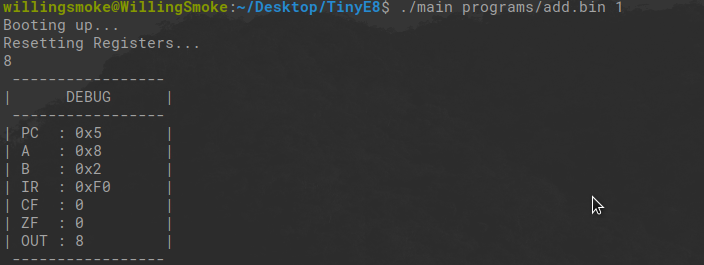 willingsmoke@WillingSmoke:~/Desktop/TinyE8$ ./main programs/add.bin 1
Booting up...
Resetting Registers...
8
 -----------------
|      DEBUG      |
 -----------------
| PC  : 0x5       |
| A   : 0x8       |
| B   : 0x2       |
| IR  : 0xF0      |
| CF  : 0         |
| ZF  : 0         |
| OUT : 8         |
 -----------------